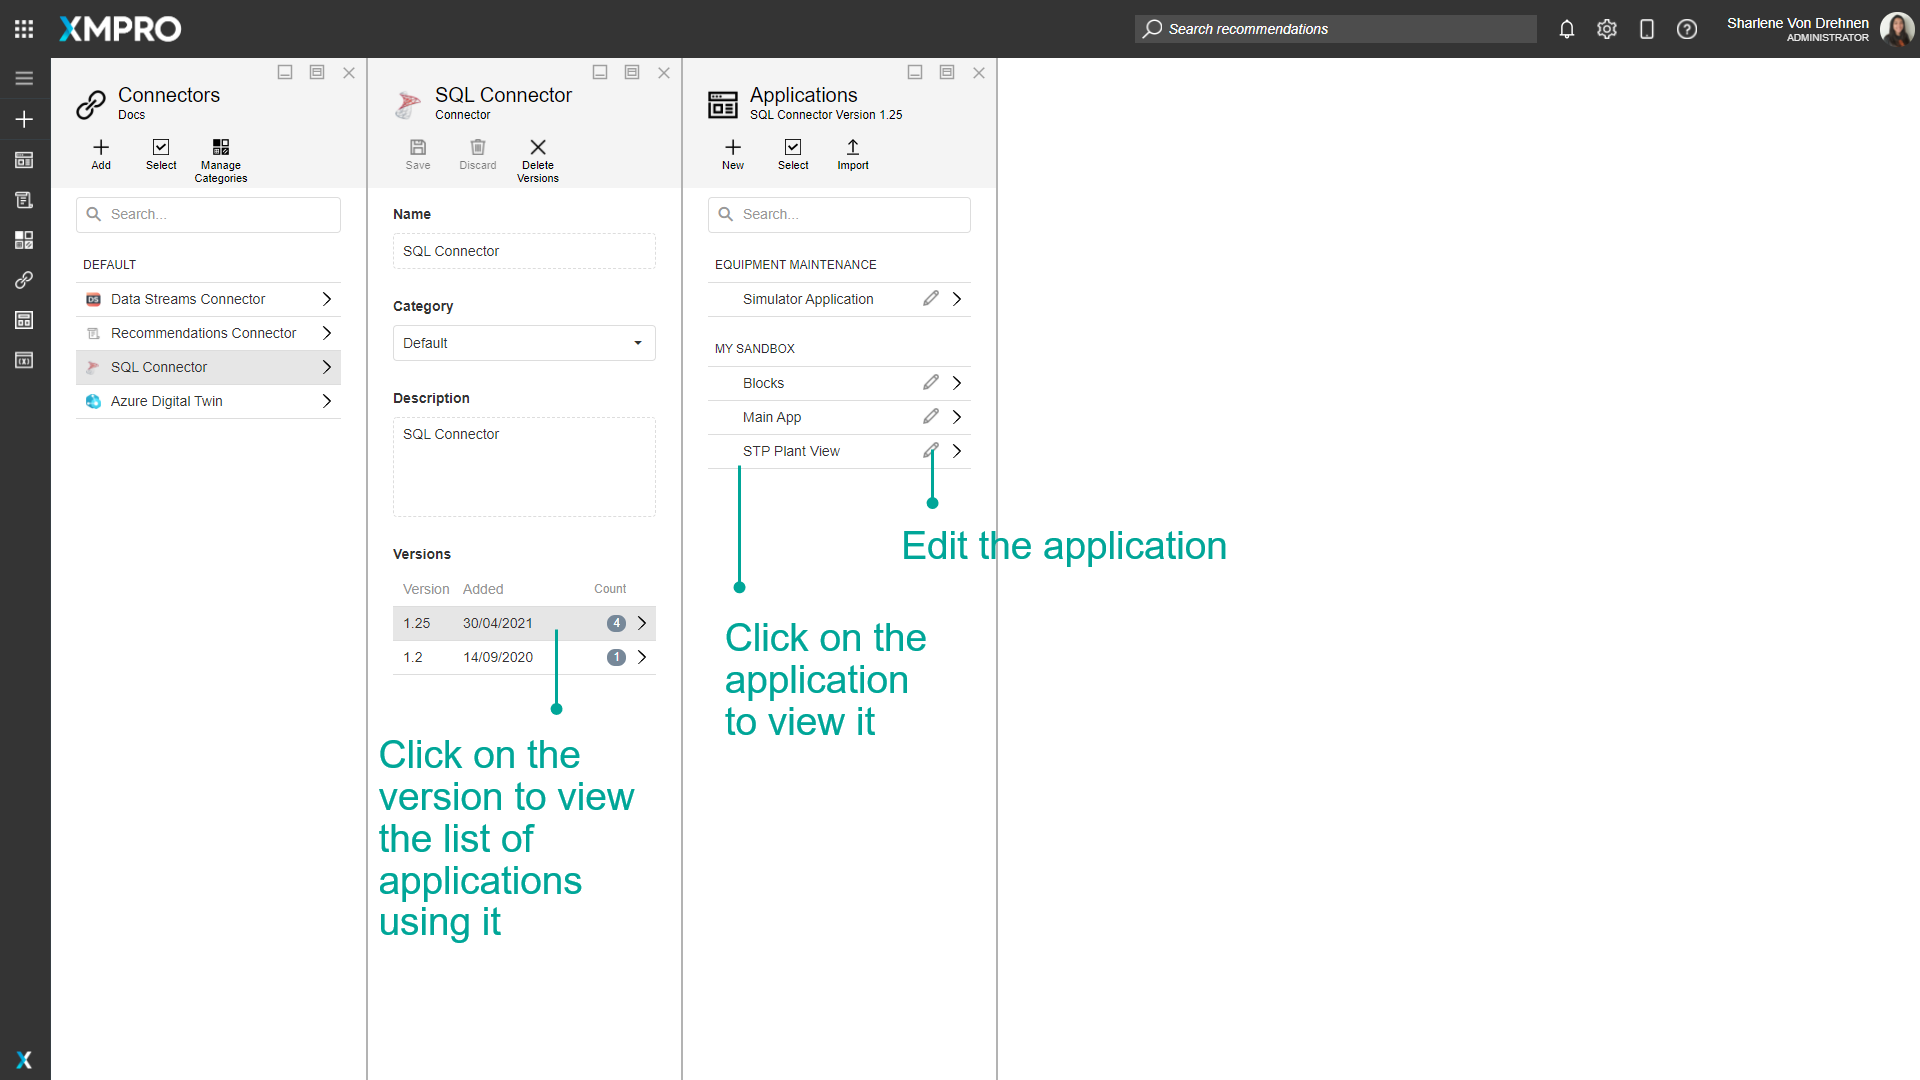 XMPRO
Search recommendations
Sharlene Von Drehnen
ADMINISTRATOR
Connectors
Docs
Add
Select
Manage
Categories
Search...
DEFAULT
DS Data Streams Connector
Recommendations Connector
SQL Connector
Azure Digital Twin
SQL Connector
Connector
Save
Discard
Delete
Versions
Name
SQL Connector
Category
Default
Description
SQL Connector
Versions
Version Added Count
1.25 30/04/2021 4
1.2 14/09/2020 1
Click on the
version to view
the list of
applications
using it
Applications
SQL Connector Version 1.25
New
Select
Import
Search...
EQUIPMENT MAINTENANCE
Simulator Application
MY SANDBOX
Blocks
Main App
STP Plant View
Edit the application
Click on the
application
to view it